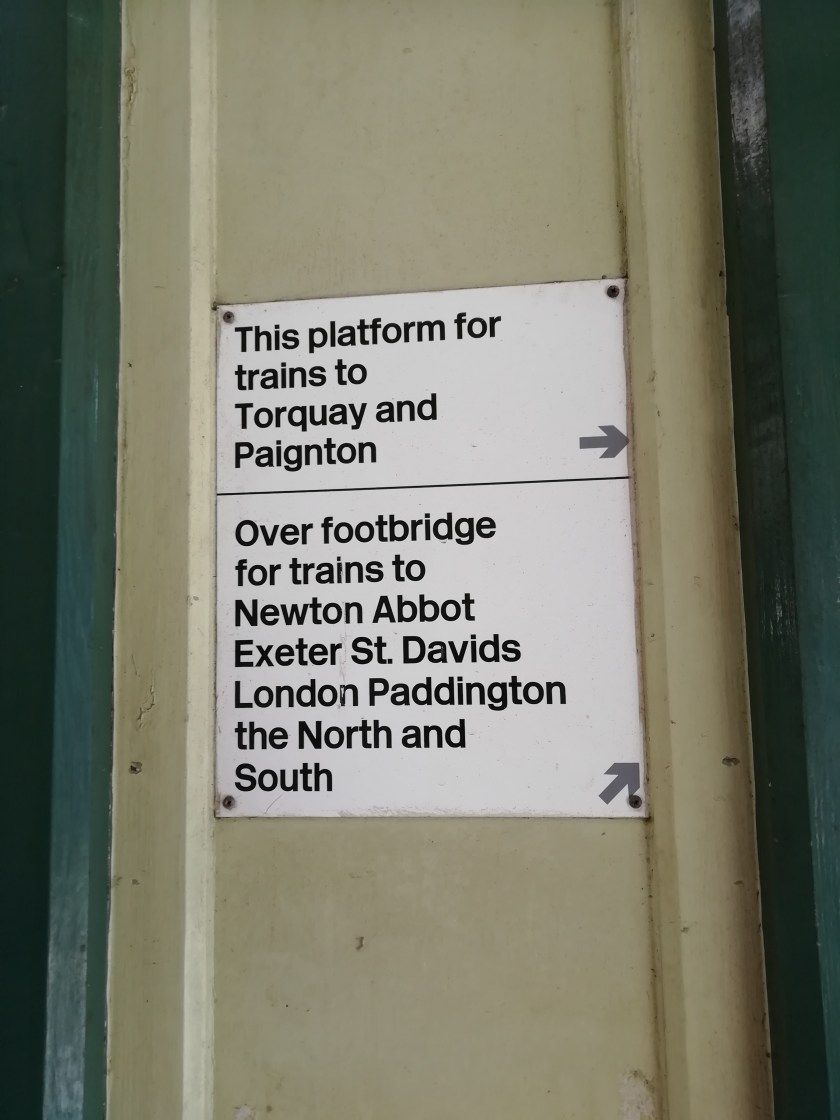 This platform for
trains to
Torquay and
Paignton
Over footbridge
for trains to
Newton Abbot
Exeter St. Davids
London Paddington
the North and
South